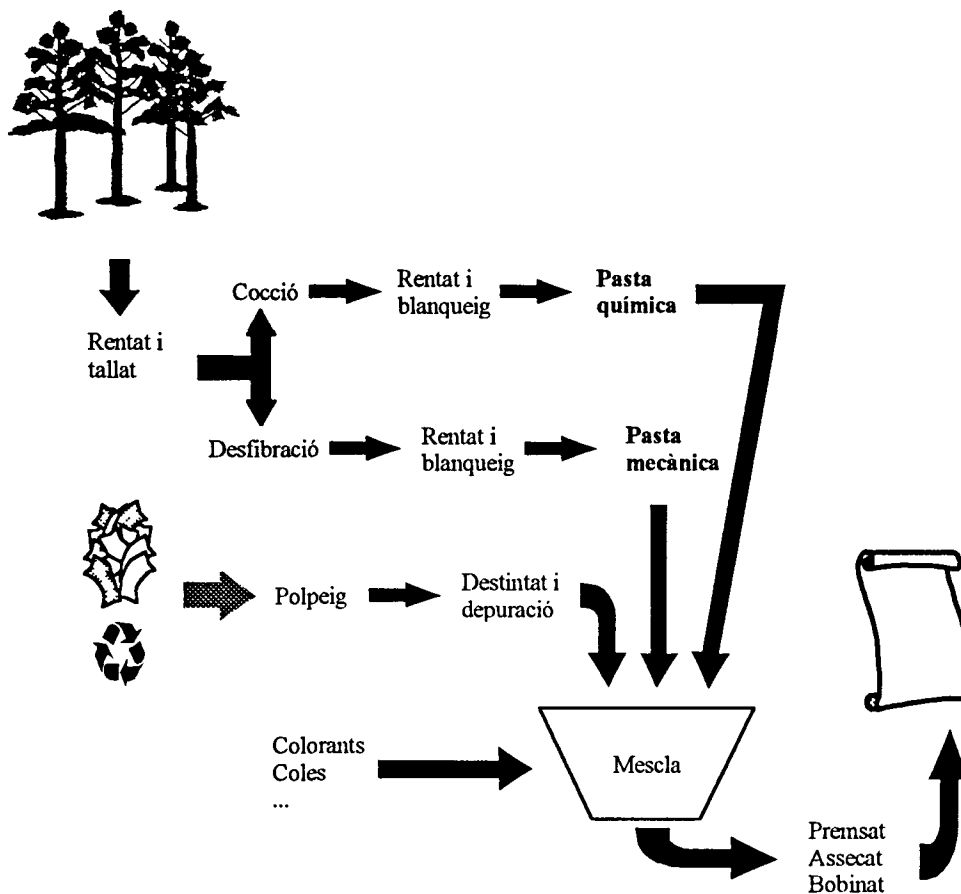 Rentat i
tallat
Cocció
Rentat i
blanqueig
Pasta
química
Desfibració
Rentat i
blanqueig
Pasta
mecànica
Polpeig
Destintat i
depuració
Colorants
Coles
...
Mescla
Premsat
Assecat
Bobinat